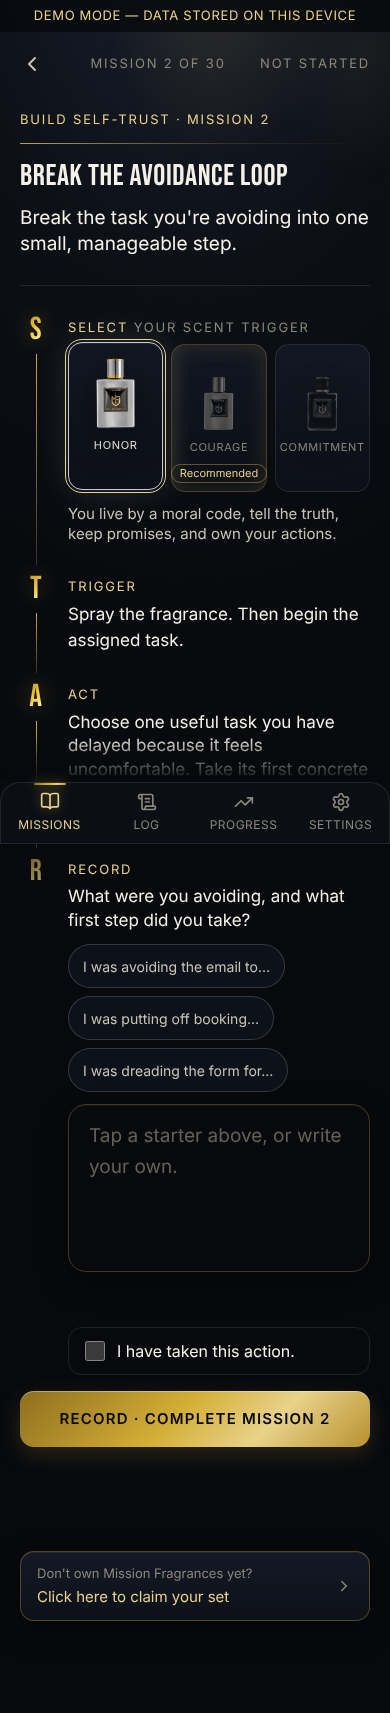 DEMO MODE — DATA STORED ON THIS DEVICE
MISSION 2 OF 30
NOT STARTED
BUILD SELF-TRUST · MISSION 2
BREAK THE AVOIDANCE LOOP
Break the task you're avoiding into one
small, manageable step.
S
SELECT YOUR SCENT TRIGGER
HONOR
COURAGE
Recommended
COMMITMENT
You live by a moral code, tell the truth,
keep promises, and own your actions.
T
TRIGGER
Spray the fragrance. Then begin the
assigned task.
A
ACT
Choose one useful task you have
delayed because it feels
uncomfortable. Take its first concrete
MISSIONS
LOG
PROGRESS
SETTINGS
R
RECORD
What were you avoiding, and what
first step did you take?
I was avoiding the email to...
I was putting off booking...
I was dreading the form for...
Tap a starter above, or write
your own.
I have taken this action.
RECORD · COMPLETE MISSION 2
Don't own Mission Fragrances yet?
Click here to claim your set